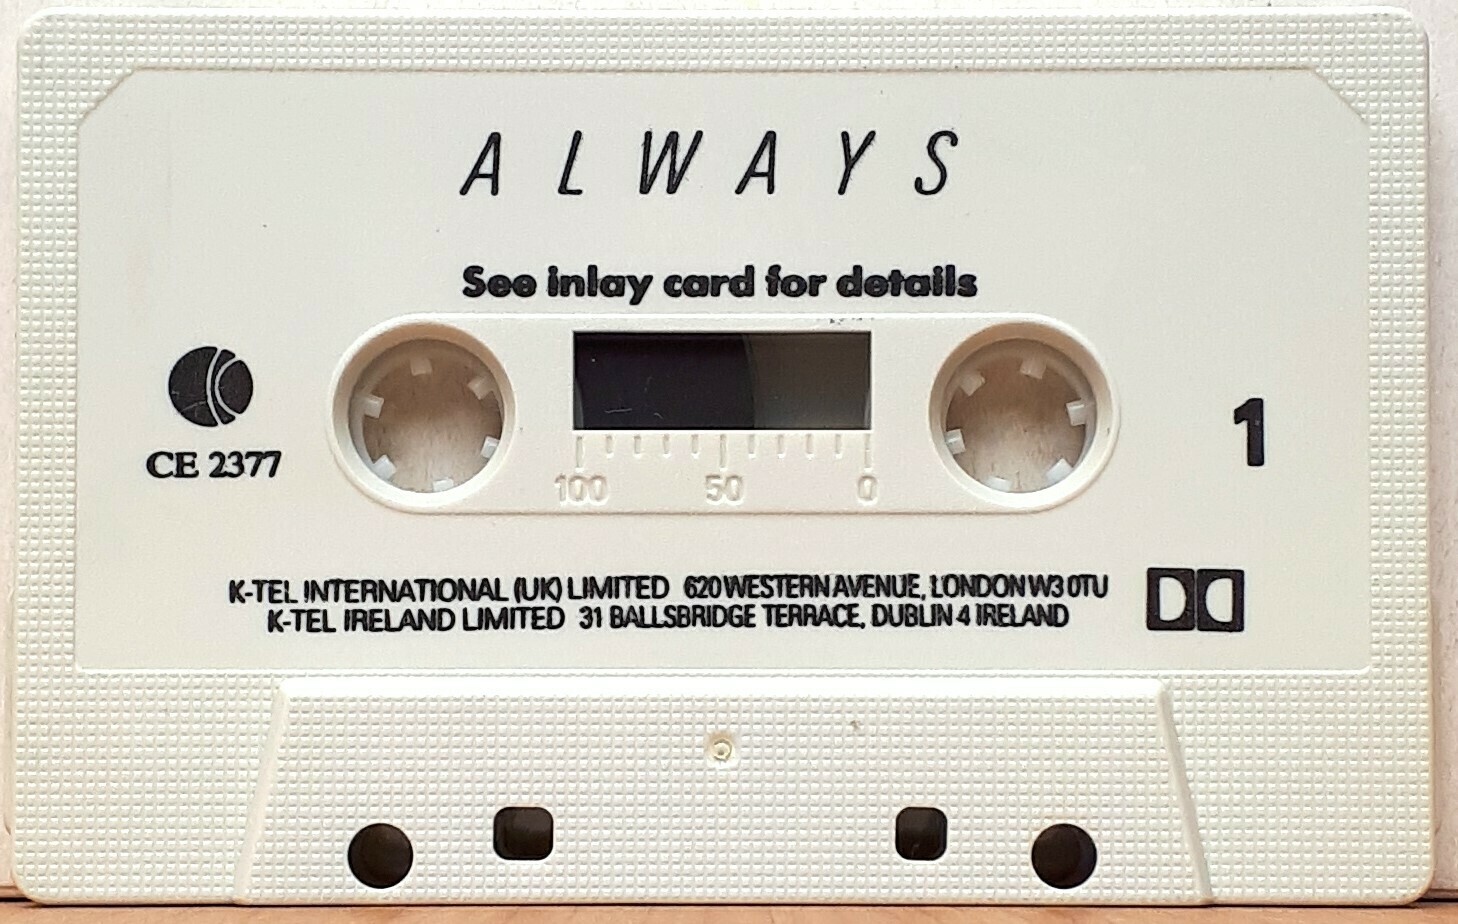 ALWAYS
See inlay card for details
CE 2377
1
100 50 0
K-TEL INTERNATIONAL (UK) LIMITED 620 WESTERN AVENUE, LONDON W3 0TU
K-TEL IRELAND LIMITED 31 BALLSBRIDGE TERRACE, DUBLIN 4 IRELAND